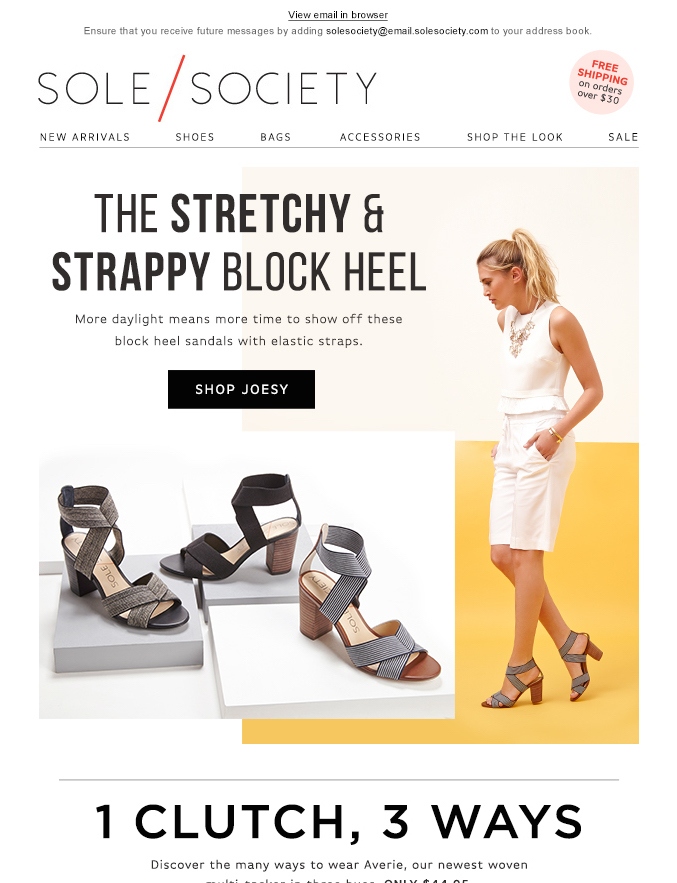 View email in browser
Ensure that you receive future messages by adding solesociety@email.solesociety.com to your address book.
SOLE/SOCIETY
FREE
SHIPPING
on orders
over $30
NEW ARRIVALS SHOES BAGS ACCESSORIES SHOP THE LOOK SALE
THE STRETCHY &
STRAPPY BLOCK HEEL
More daylight means more time to show off these
block heel sandals with elastic straps.
SHOP JOESY
SOLE
SOLE
1 CLUTCH, 3 WAYS
Discover the many ways to wear Averie, our newest woven